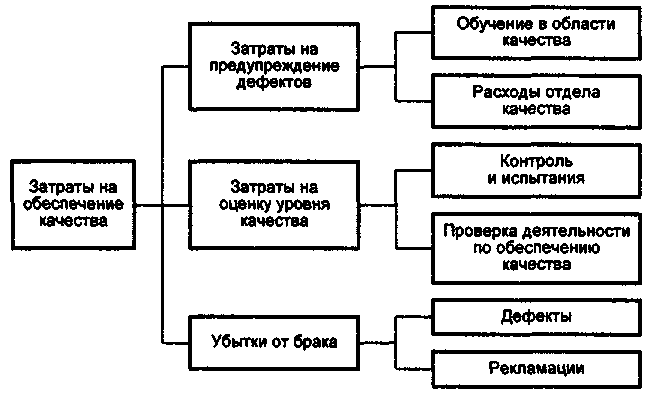 Затраты на
обеспечение
качества
Затраты на
предупреждение
дефектов
Обучение в области
качества
Расходы отдела
качества
Затраты на
оценку уровня
качества
Контроль
и испытания
Проверка деятельности
по обеспечению
качества
Убытки от брака
Дефекты
Рекламации